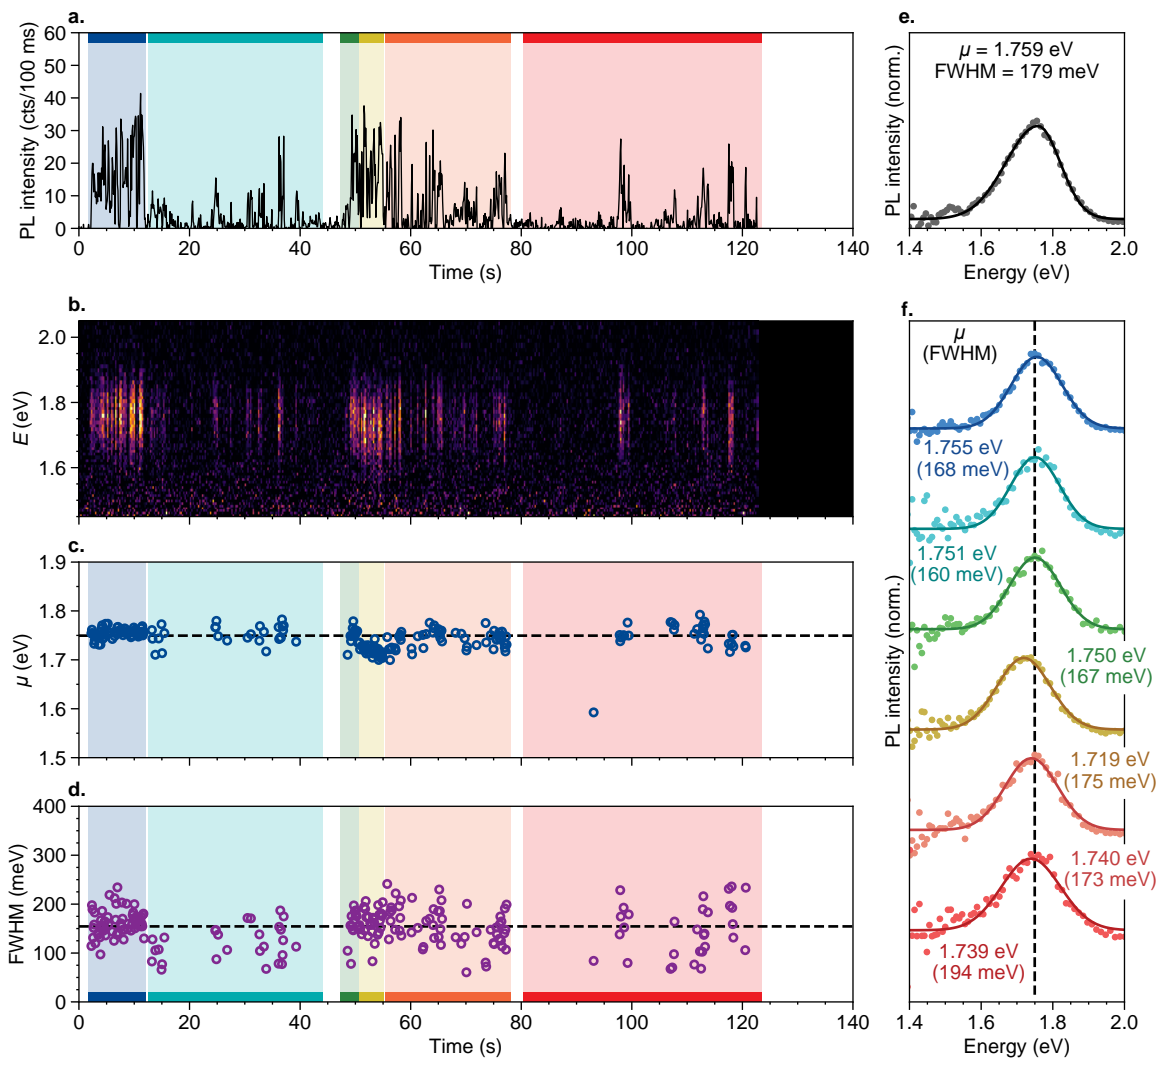 a.
PL intensity (cts/100 ms)
60
50
40
30
20
10
0
0 20 40 60 80 100 120 140
Time (s)
b.
E (eV)
2.0
1.8
1.6
c.
μ (eV)
1.9
1.8
1.7
1.6
1.5
d.
FWHM (meV)
400
300
200
100
0
0 20 40 60 80 100 120 140
Time (s)
e.
μ = 1.759 eV
FWHM = 179 meV
PL intensity (norm.)
1.4 1.6 1.8 2.0
Energy (eV)
f.
μ
(FWHM)
1.755 eV
(168 meV)
1.751 eV
(160 meV)
1.750 eV
(167 meV)
1.719 eV
(175 meV)
1.740 eV
(173 meV)
1.739 eV
(194 meV)
PL intensity (norm.)
1.4 1.6 1.8 2.0
Energy (eV)